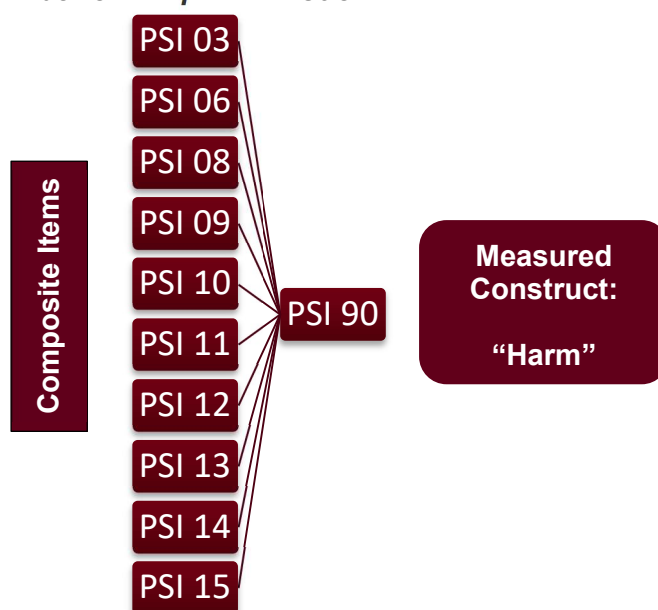 PSI 03
PSI 06
PSI 08
PSI 09
PSI 10
PSI 11
PSI 12
PSI 13
PSI 14
PSI 15
Composite Items
PSI 90
Measured
Construct:
“Harm”